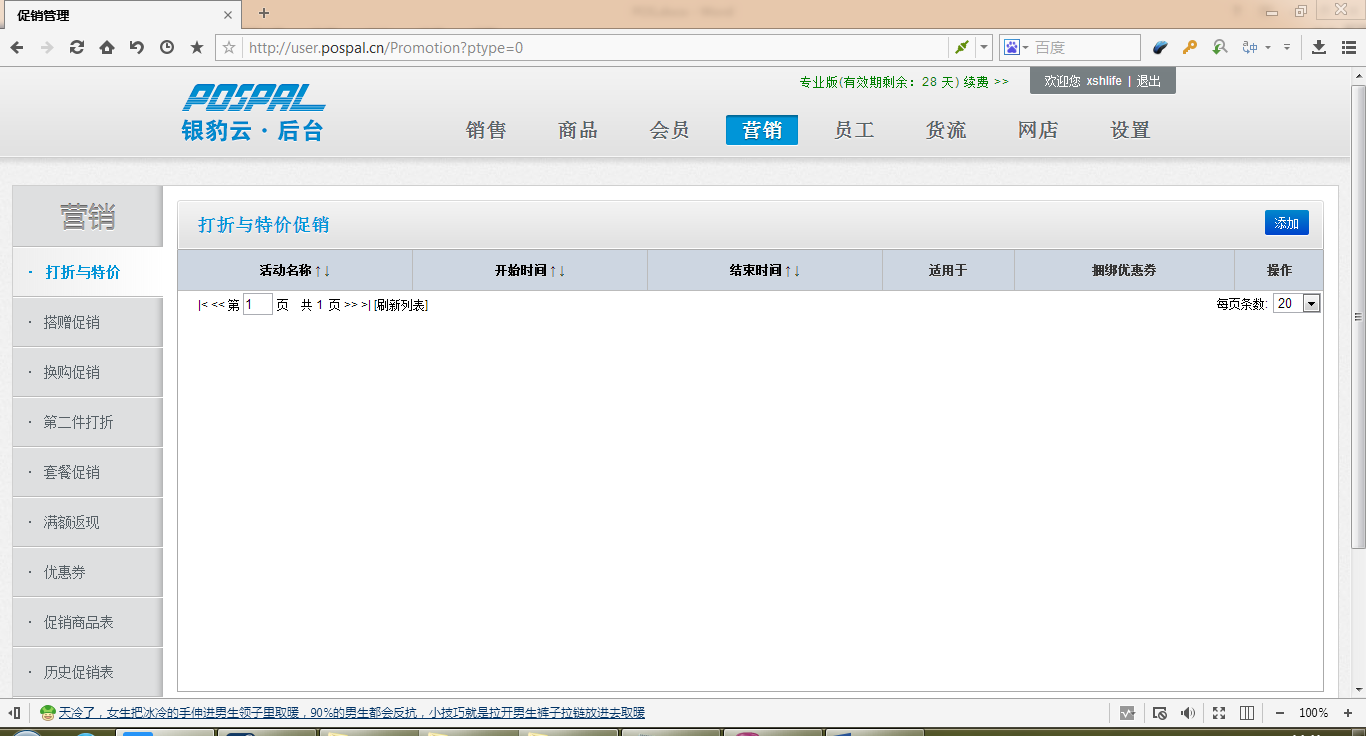 促销管理
http://user.pospal.cn/Promotion?ptype=0
百度
专业版(有效期剩余：28 天) 续费 >>
欢迎您 xshlife | 退出
POSPAL
银豹云·后台
销售 商品 会员 营销 员工 货流 网店 设置
营销
· 打折与特价
· 搭赠促销
· 换购促销
· 第二件打折
· 套餐促销
· 满额返现
· 优惠券
· 促销商品表
· 历史促销表
打折与特价促销
添加
活动名称↑↓ 开始时间↑↓ 结束时间↑↓ 适用于 捆绑优惠券 操作
|< << 第 1 页 共 1 页 >> >| [刷新列表]
每页条数: 20
天冷了，女生把冰冷的手伸进男生领子里取暖，90%的男生都会反抗，小技巧就是拉开男生裤子拉链放进去取暖
100%